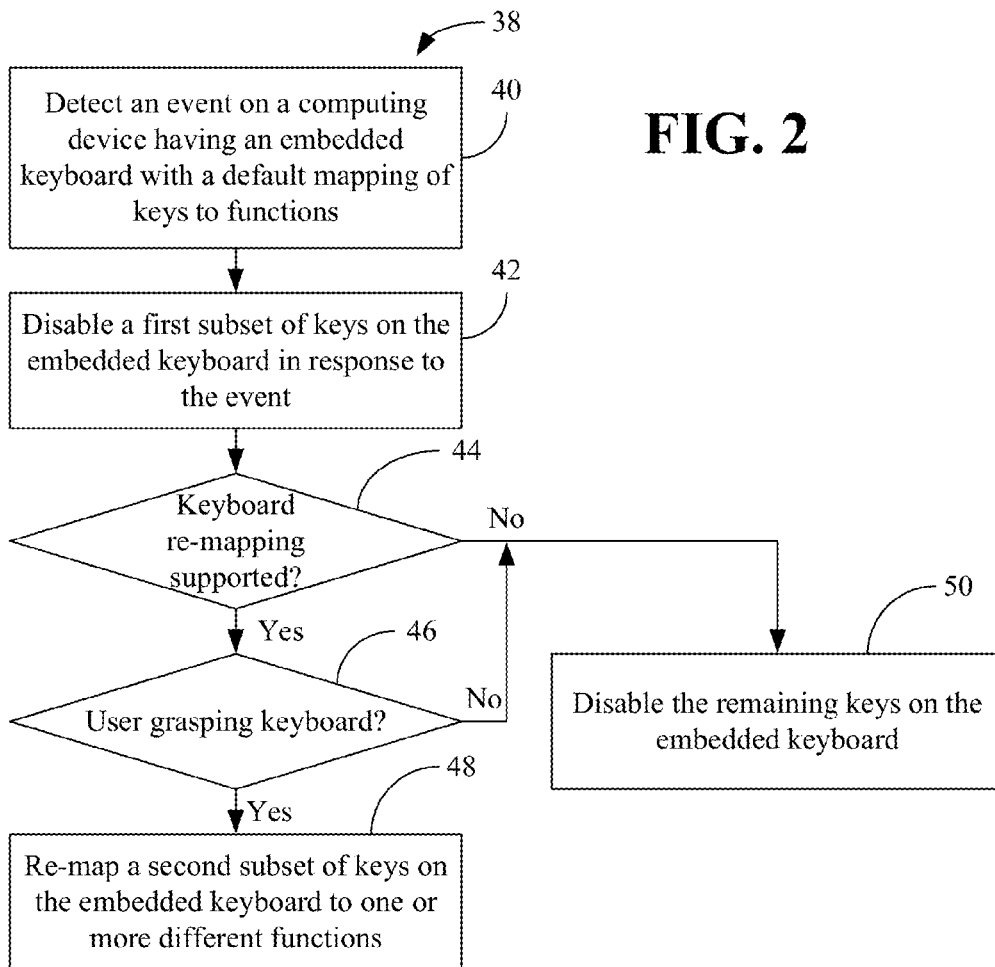 38
Detect an event on a computing
device having an embedded
keyboard with a default mapping of
keys to functions
40
FIG. 2
42
Disable a first subset of keys on the
embedded keyboard in response to
the event
44
Keyboard
re-mapping
supported?
No
Yes
46
User grasping keyboard?
No
50
Disable the remaining keys on the
embedded keyboard
48
Yes
Re-map a second subset of keys on
the embedded keyboard to one or
more different functions